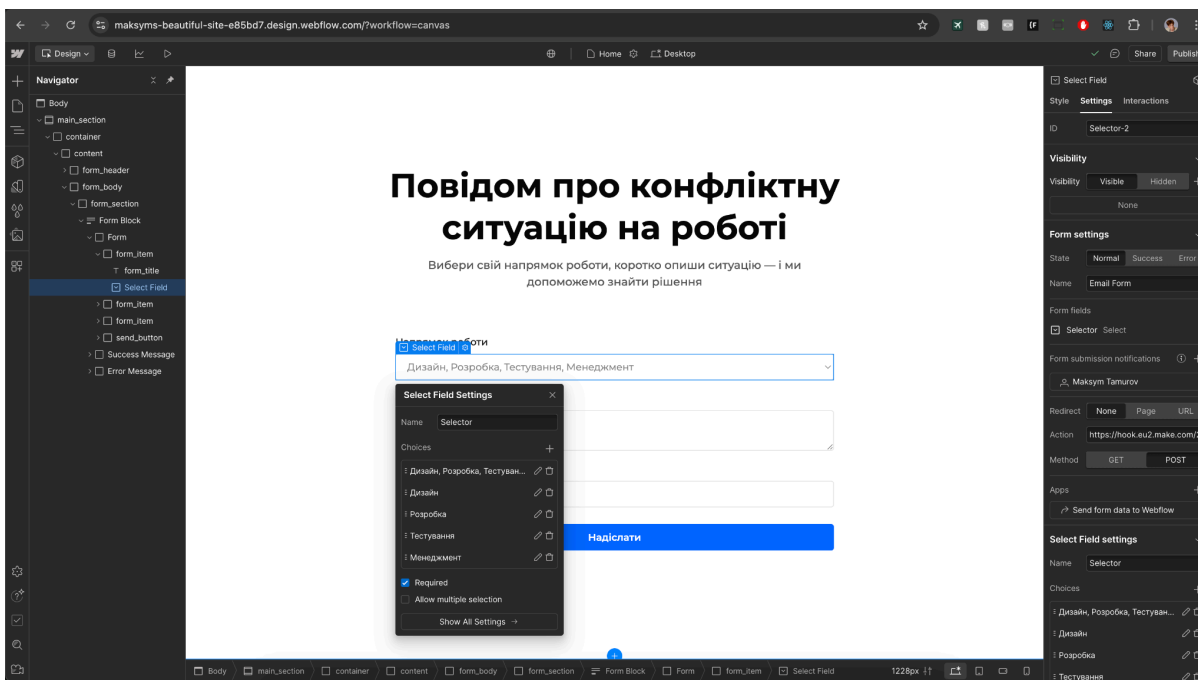 maksyms-beautiful-site-e85bd7.design.webflow.com/?workflow=canvas
Design
Home
Desktop
Share
Publish
Navigator
Body
main_section
container
content
form_header
form_body
form_section
Form Block
Form
form_item
form_title
Select Field
form_item
form_item
send_button
Success Message
Error Message
Повідом про конфліктну
ситуацію на роботі
Вибери свій напрямок роботи, коротко опиши ситуацію — і ми
допоможемо знайти рішення
Напрямок роботи
Select Field
Дизайн, Розробка, Тестування, Менеджмент
Select Field Settings
Name
Selector
Choices
Дизайн, Розробка, Тестуван...
Дизайн
Розробка
Тестування
Менеджмент
Required
Allow multiple selection
Show All Settings →
Надіслати
Select Field
Style Settings Interactions
ID Selector-2
Visibility
Visibility Visible Hidden
None
Form settings
State Normal Success Error
Name Email Form
Form fields
Selector Select
Form submission notifications
Maksym Tamurov
Redirect None Page URL
Action https://hook.eu2.make.com/
Method GET POST
Apps
Send form data to Webflow
Select Field settings
Name Selector
Choices
Дизайн, Розробка, Тестуван...
Дизайн
Розробка
Тестування
Body main_section container content form_body form_section Form Block Form form_item Select Field
1228px